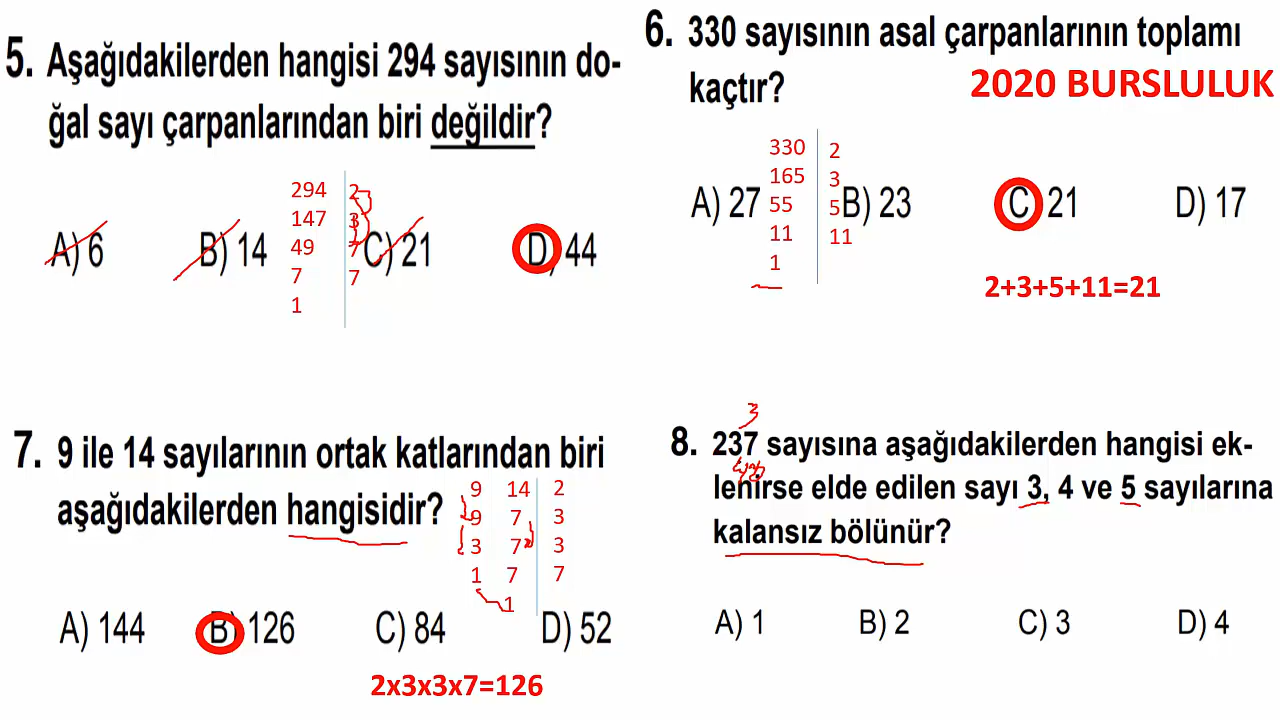 5. Aşağıdakilerden hangisi 294 sayısının do-
ğal sayı çarpanlarından biri değildir?
294 2
147 3
49 7
7 7
1
A) 6 B) 14 C) 21 D) 44
6. 330 sayısının asal çarpanlarının toplamı
kaçtır?
2020 BURSLULUK
330 2
165 3
55 5
11 11
1
A) 27 B) 23 C 21 D) 17
2+3+5+11=21
7. 9 ile 14 sayılarının ortak katlarından biri
aşağıdakilerden hangisidir?
9 14 2
9 7 3
3 7 3
1 7 7
1
A) 144 B) 126 C) 84 D) 52
2x3x3x7=126
3
8. 237 sayısına aşağıdakilerden hangisi ek-
lenirse elde edilen sayı 3, 4 ve 5 sayılarına
kalansız bölünür?
A) 1 B) 2 C) 3 D) 4